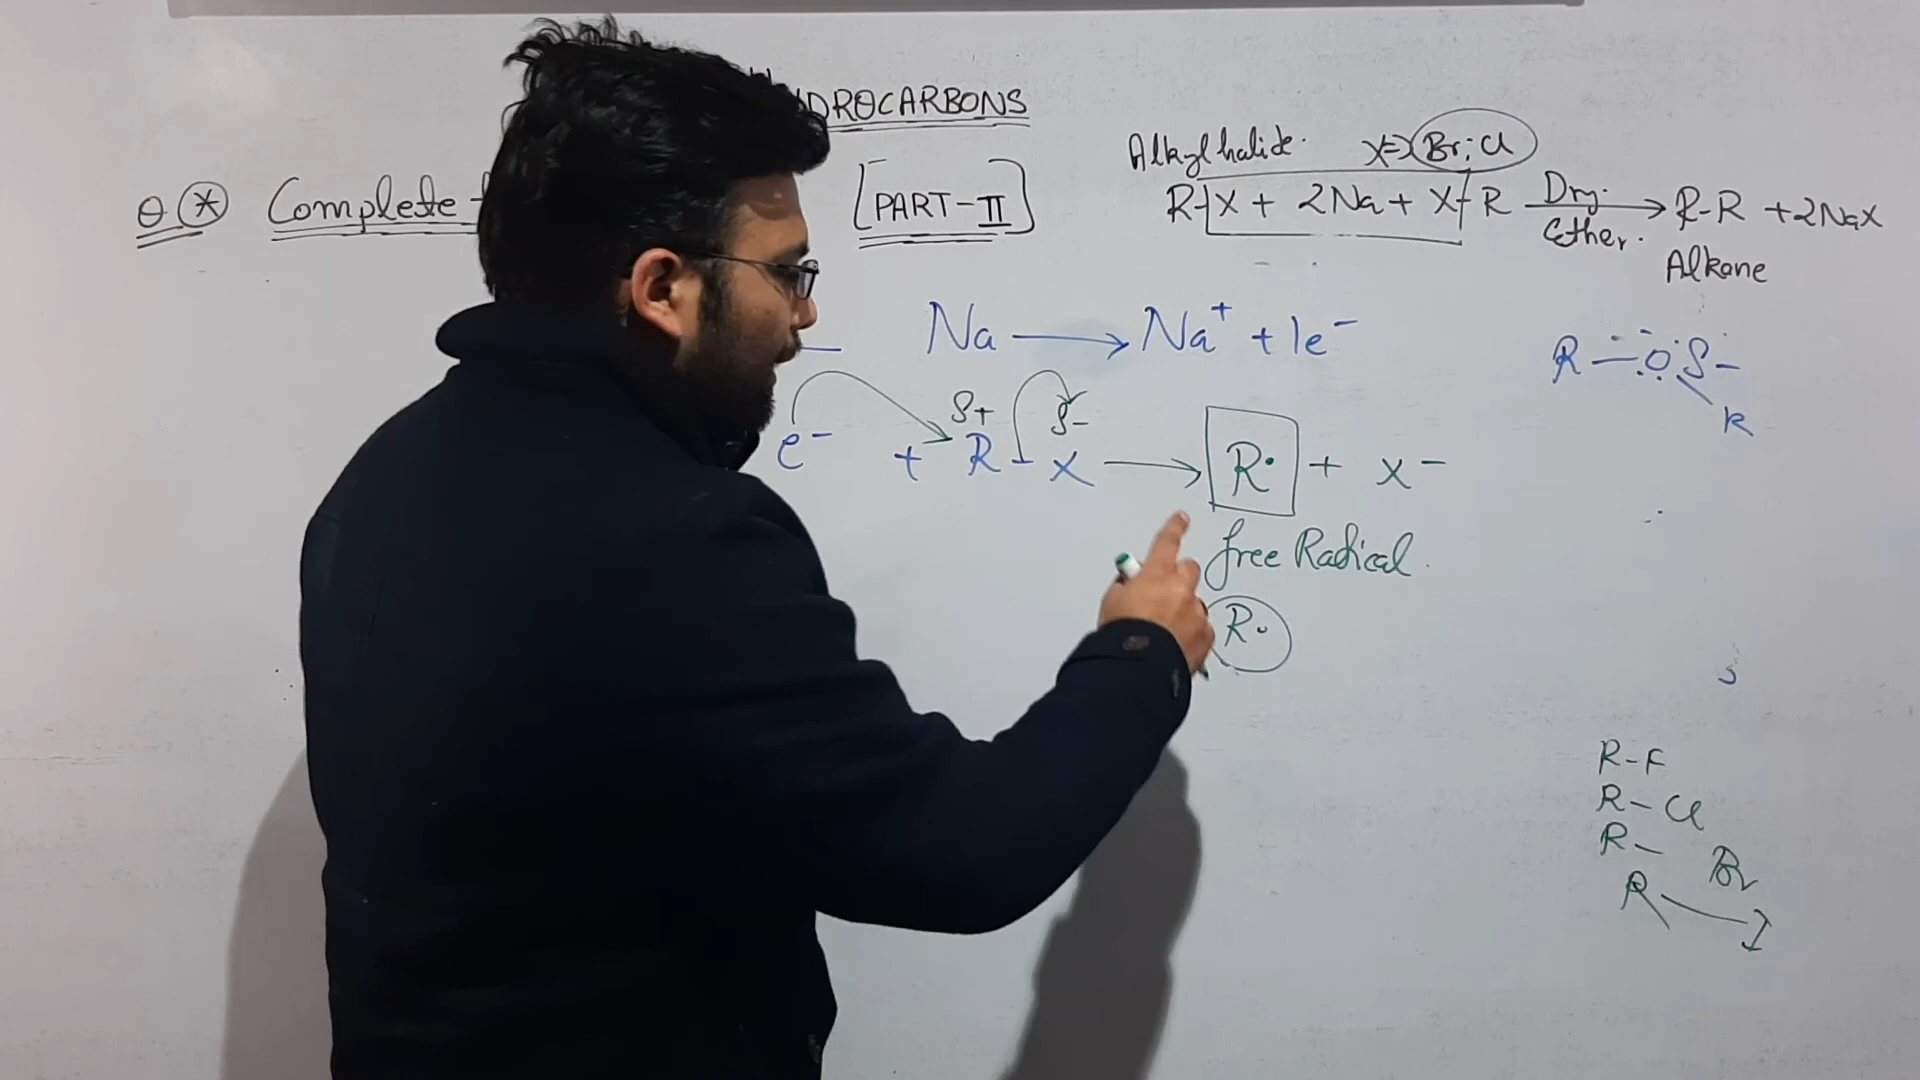 DROCARBONS
θ * Complete
[PART-II]
Alkyl halide. X=>Br; Cl
R-X + 2Na + X-R Dry. Ether. → R-R + 2NaX
Alkane
Na → Na⁺ + 1e⁻
R — O
R
δ+ δ-
e⁻ + R - X → R• + X⁻
free Radical.
R•
R-F
R-Cl
R- Br
R - I